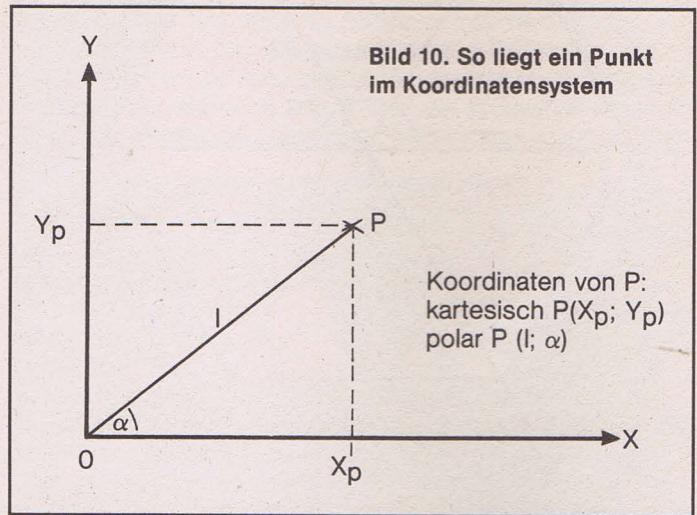 Y
Bild 10. So liegt ein Punkt
im Koordinatensystem
Yp
P
Koordinaten von P:
kartesisch P(Xp; Yp)
polar P (l; α)
l
α
X
0
Xp